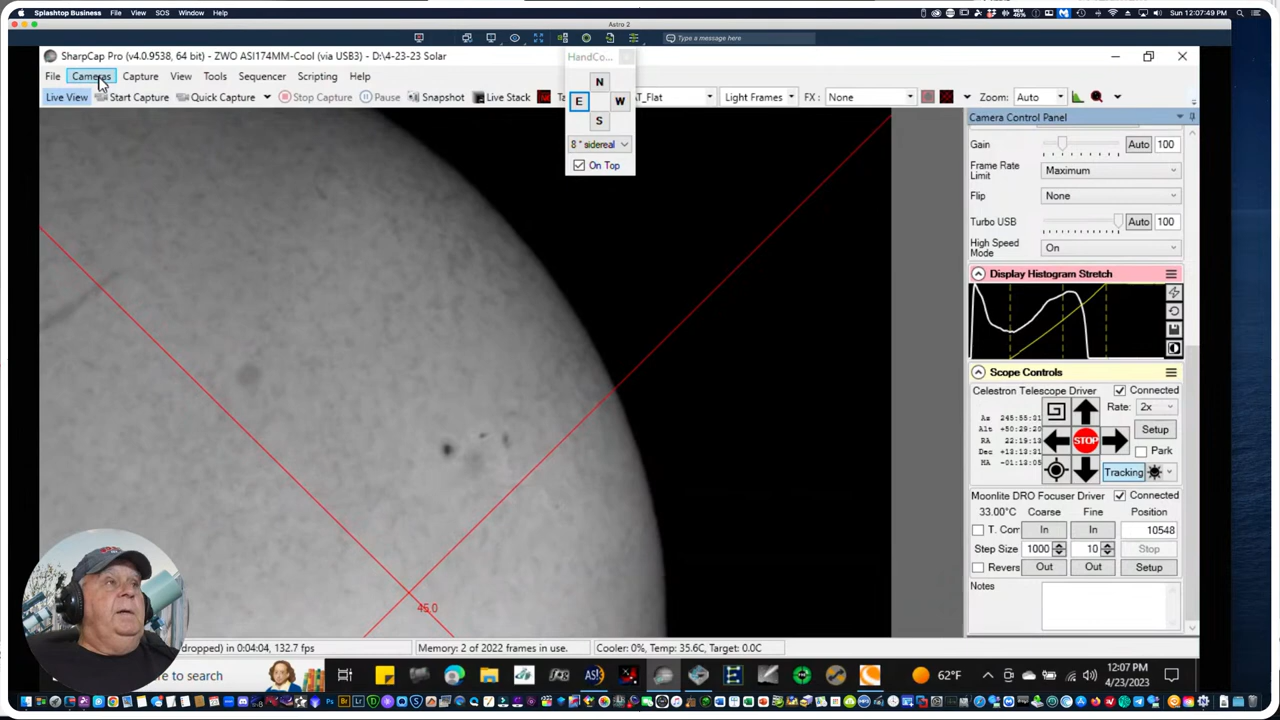 Splashtop Business File View SOS Window Help
Sun 12:07:49 PM
Astro 2
Type a message here
SharpCap Pro (v4.0.9538, 64 bit) - ZWO ASI174MM-Cool (via USB3) - D:\4-23-23 Solar
File Cameras Capture View Tools Sequencer Scripting Help
Live View Start Capture Quick Capture Stop Capture Pause Snapshot Live Stack Ta AT_Flat Light Frames FX : None Zoom: Auto
HandCo...
N
E W
S
8 " sidereal
On Top
45.0
Camera Control Panel
Gain Auto 100
Frame Rate
Limit Maximum
Flip None
Turbo USB Auto 100
High Speed
Mode On
Display Histogram Stretch
Scope Controls
Celestron Telescope Driver Connected
Rate: 2x
Setup
Park
STOP
Tracking
Moonlite DRO Focuser Driver Connected
33.00°C Coarse Fine Position
T. Com In In 10548
Step Size 1000 10 Stop
Revers Out Out Setup
Notes
dropped) in 0:04:04, 132.7 fps Memory: 2 of 2022 frames in use. Cooler: 0%, Temp: 35.6C, Target: 0.0C
here to search
62°F
12:07 PM
4/23/2023